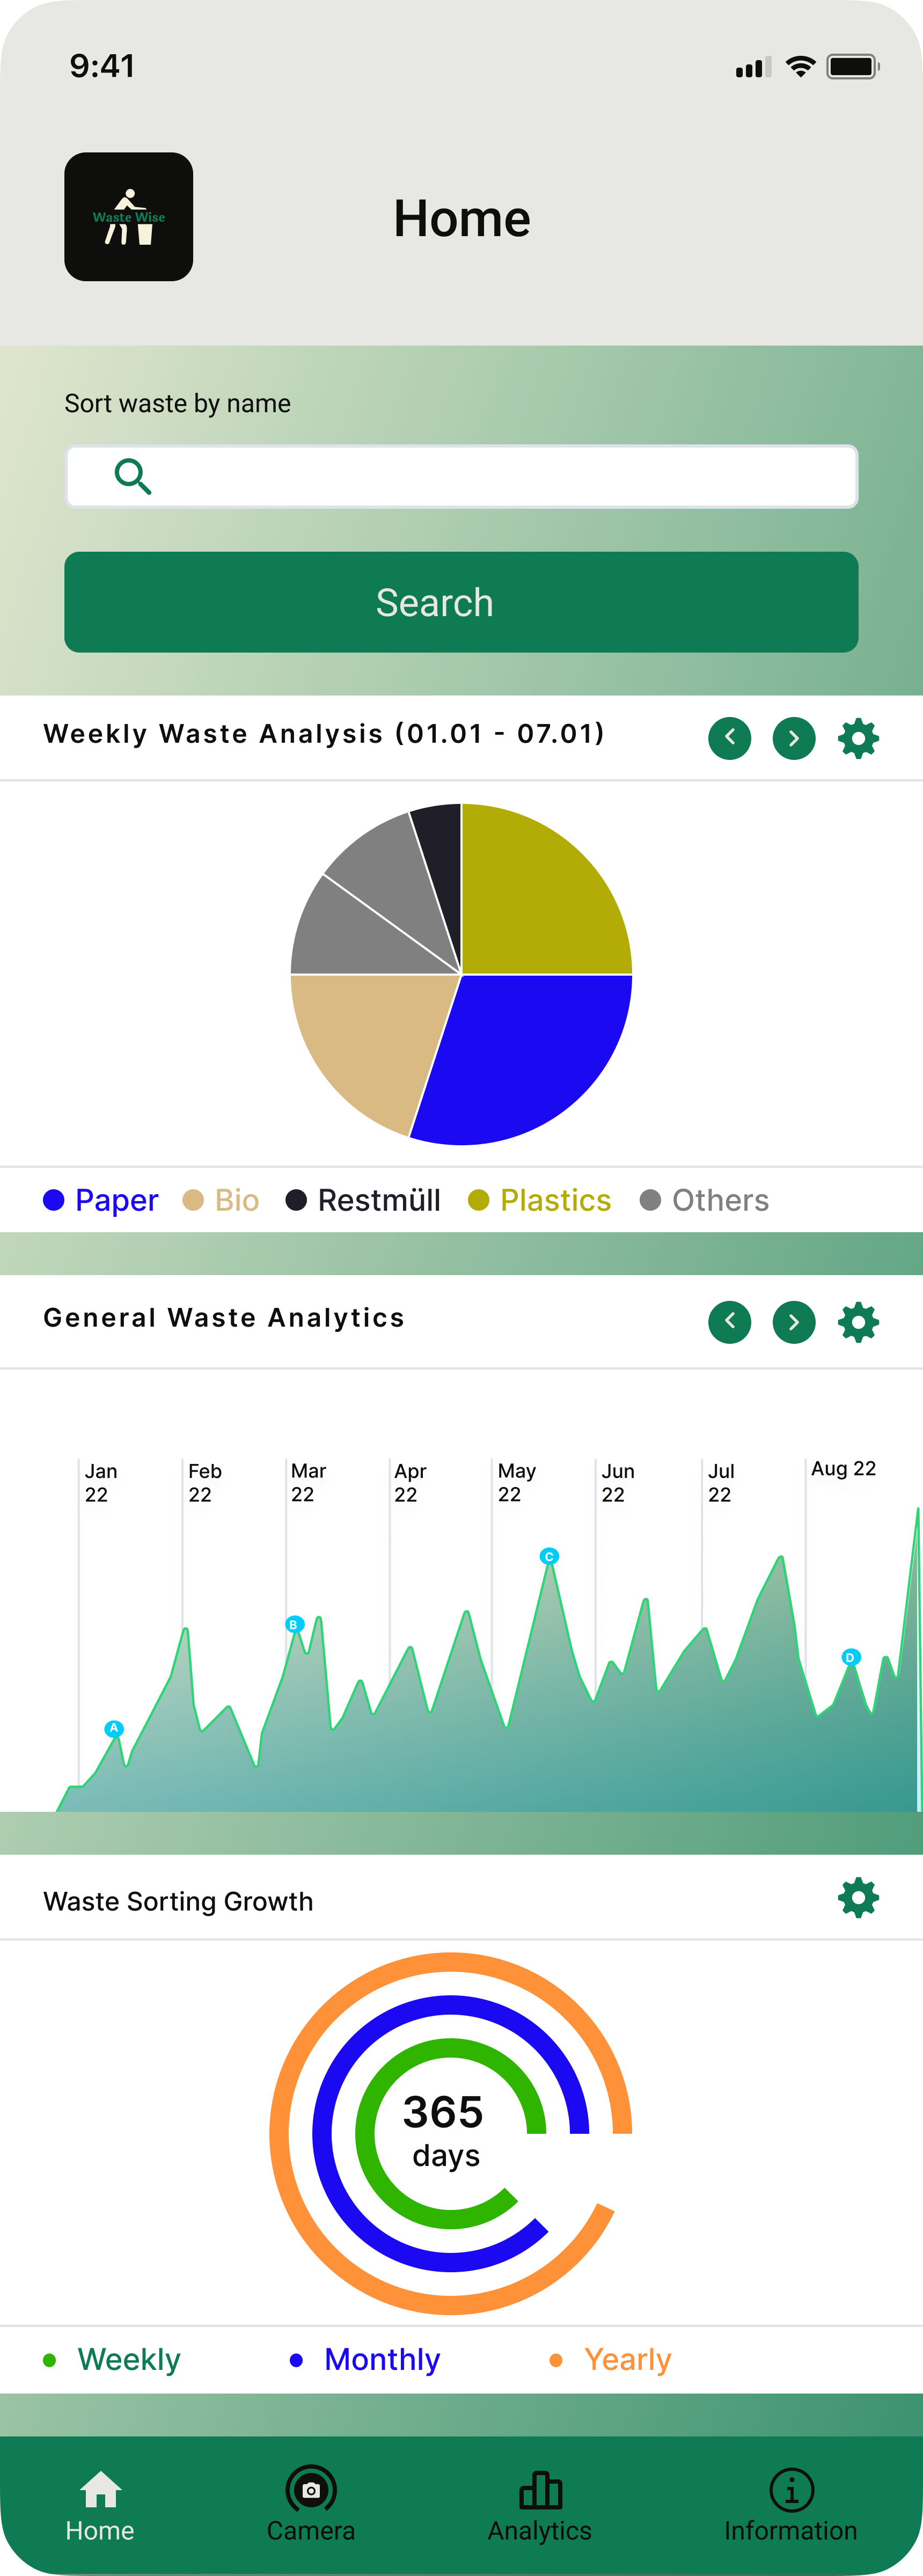 9:41
Waste Wise
Home
Sort waste by name
Search
Weekly Waste Analysis (01.01 - 07.01)
Paper Bio Restmüll Plastics Others
General Waste Analytics
Jan 22
Feb 22
Mar 22
Apr 22
May 22
Jun 22
Jul 22
Aug 22
C
B
D
A
Waste Sorting Growth
365
days
Weekly Monthly Yearly
Home Camera Analytics Information